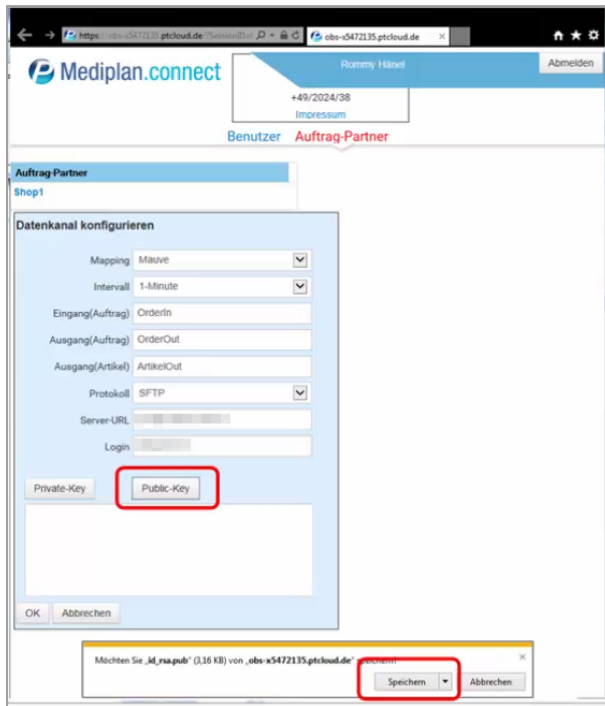 https://obs-x5472135.ptcloud.de/?SessionIDx obs-x5472135.ptcloud.de
Mediplan.connect
Rommy Hänel
Abmelden
+49/2024/38
Impressum
Benutzer Auftrag-Partner
Auftrag-Partner
Shop1
Datenkanal konfigurieren
Mapping Mauve
Intervall 1-Minute
Eingang(Auftrag) OrderIn
Ausgang(Auftrag) OrderOut
Ausgang(Artikel) ArtikelOut
Protokoll SFTP
Server-URL
Login
Private-Key Public-Key
OK Abbrechen
Möchten Sie „id_rsa.pub“ (3,16 KB) von „obs-x5472135.ptcloud.de“ speichern?
Speichern Abbrechen